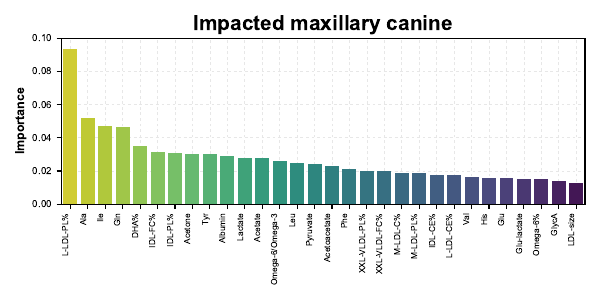 Impacted maxillary canine
Importance
0.10
0.08
0.06
0.04
0.02
0.00
L-LDL-PL%
Ala
Ile
Gln
DHA%
IDL-FC%
IDL-PL%
Acetone
Tyr
Albumin
Lactate
Acetate
Omega-6/Omega-3
Leu
Pyruvate
Acetoacetate
Phe
XXL-VLDL-PL%
XXL-VLDL-FC%
M-LDL-C%
M-LDL-PL%
IDL-CE%
L-LDL-CE%
Val
His
Glu
Glu-lactate
Omega-6%
GlycA
LDL-size